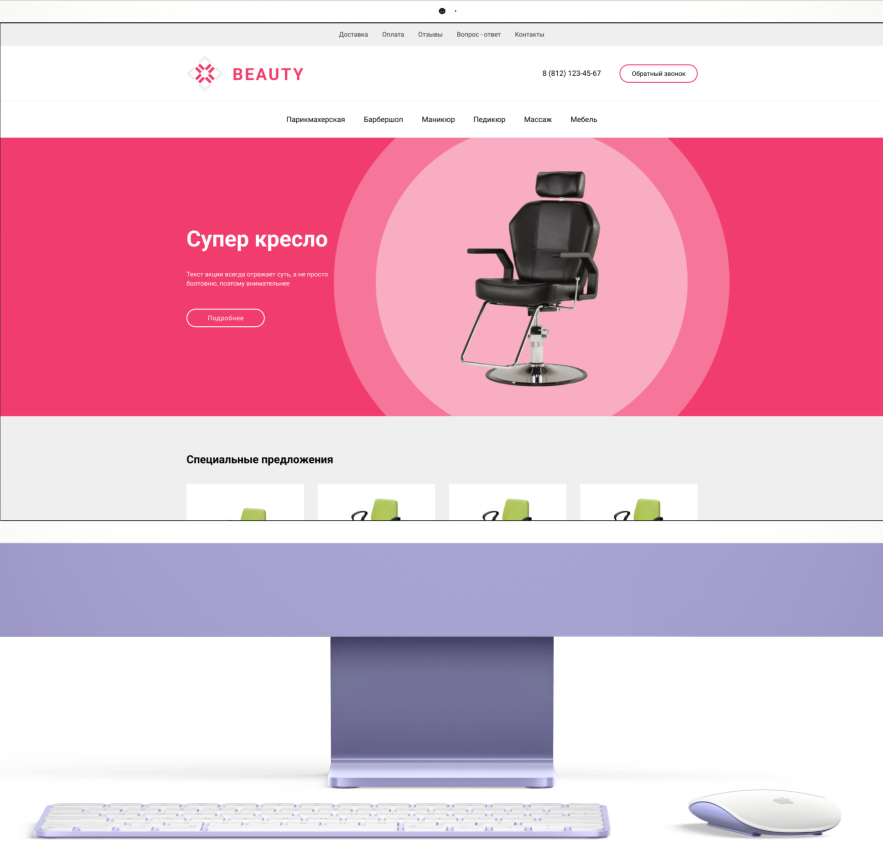 Доставка Оплата Отзывы Вопрос - ответ Контакты
BEAUTY
8 (812) 123-45-67
Обратный звонок
Парикмахерская Барбершоп Маникюр Педикюр Массаж Мебель
Супер кресло
Текст акции всегда отражает суть, а не просто
болтовню, поэтому внимательнее
Подробнее
Специальные предложения